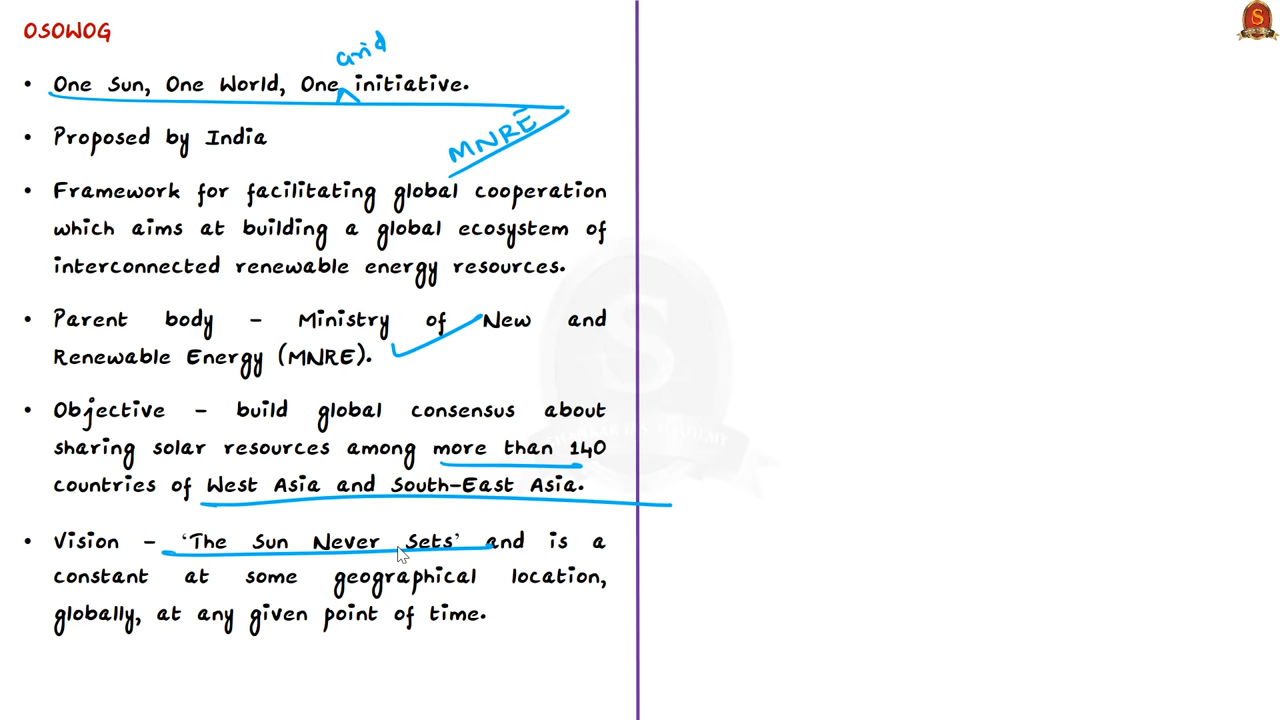 OSOWOG
grid
• One Sun, One World, One initiative.
MNRE
• Proposed by India
• Framework for facilitating global cooperation
which aims at building a global ecosystem of
interconnected renewable energy resources.
• Parent body - Ministry of New and
Renewable Energy (MNRE).
• Objective - build global consensus about
sharing solar resources among more than 140
countries of West Asia and South-East Asia.
• Vision - ‘The Sun Never Sets’ and is a
constant at some geographical location,
globally, at any given point of time.